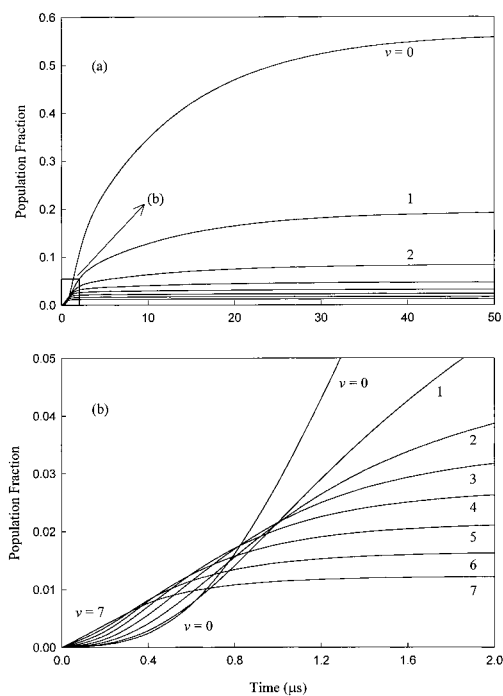 0.6
(a)
v = 0
0.5
0.4
Population Fraction
0.3
(b)
1
0.2
2
0.1
0.0
0 10 20 30 40 50
0.05
v = 0
1
(b)
0.04
2
3
0.03
4
Population Fraction
5
0.02
6
7
0.01
v = 7
v = 0
0.00
0.0 0.4 0.8 1.2 1.6 2.0
Time (μs)